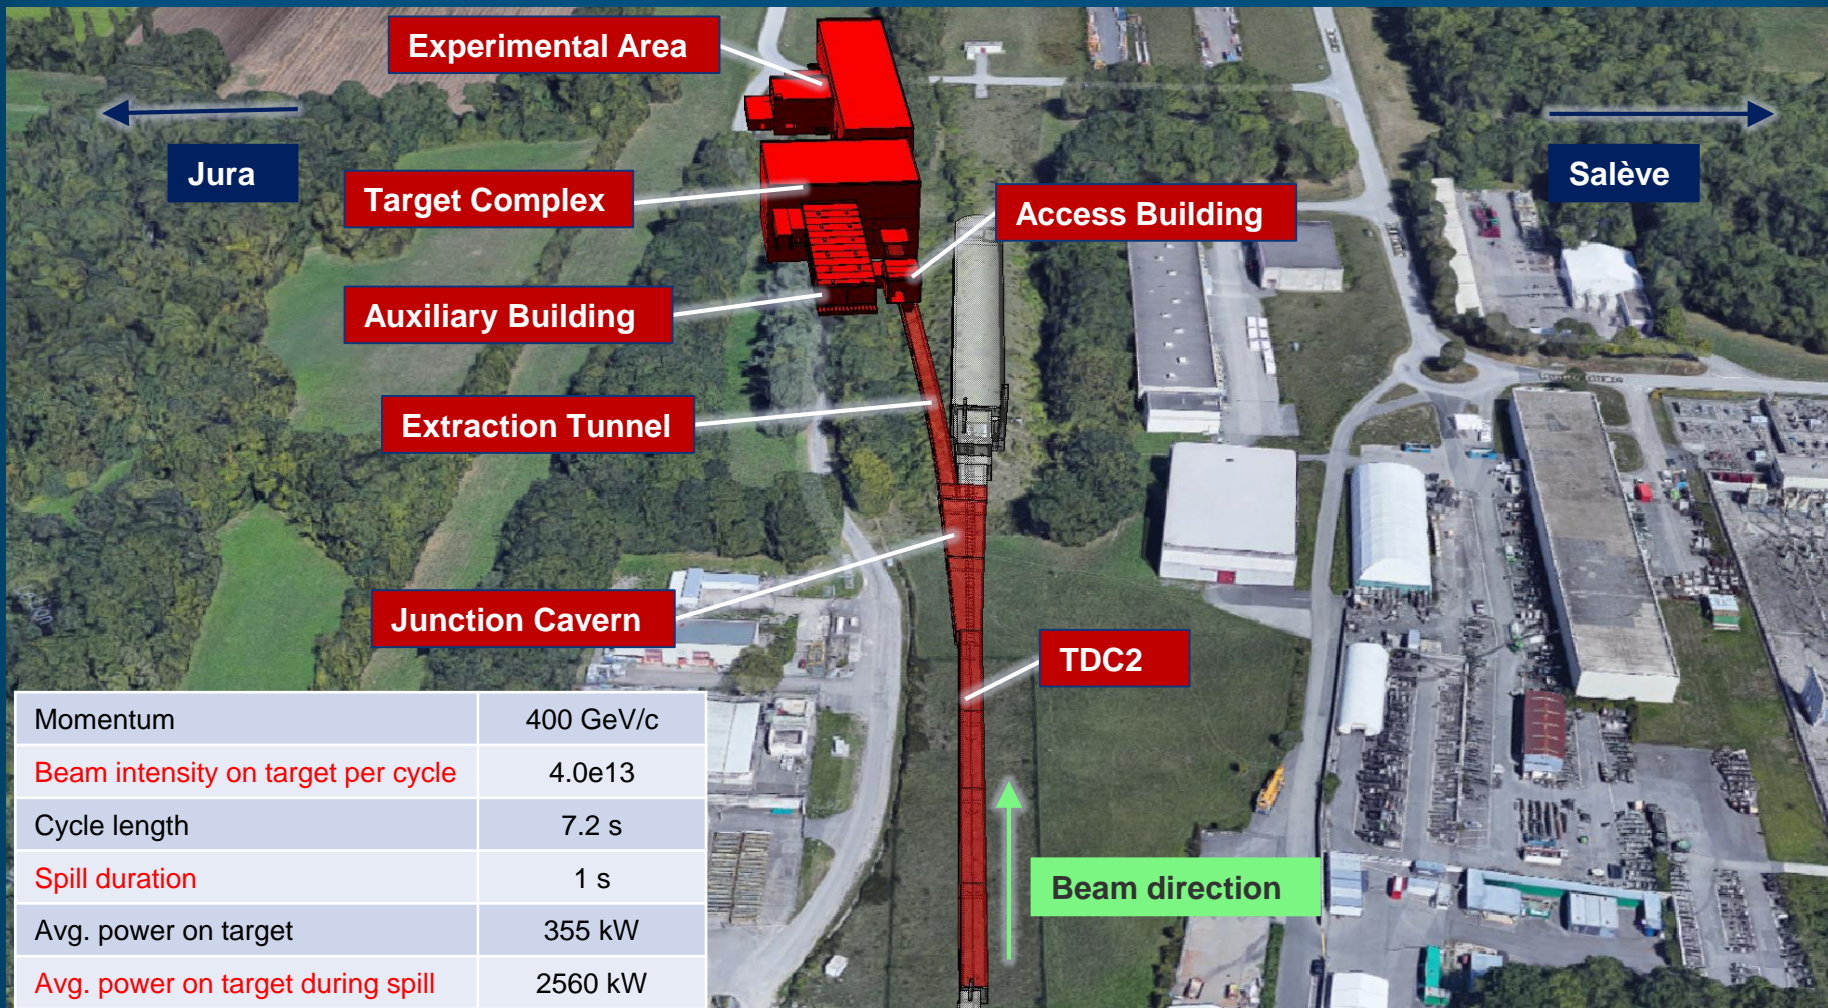 Experimental Area
Jura
Salève
Target Complex
Access Building
Auxiliary Building
Extraction Tunnel
Junction Cavern
TDC2
Beam direction
Momentum 400 GeV/c
Beam intensity on target per cycle 4.0e13
Cycle length 7.2 s
Spill duration 1 s
Avg. power on target 355 kW
Avg. power on target during spill 2560 kW